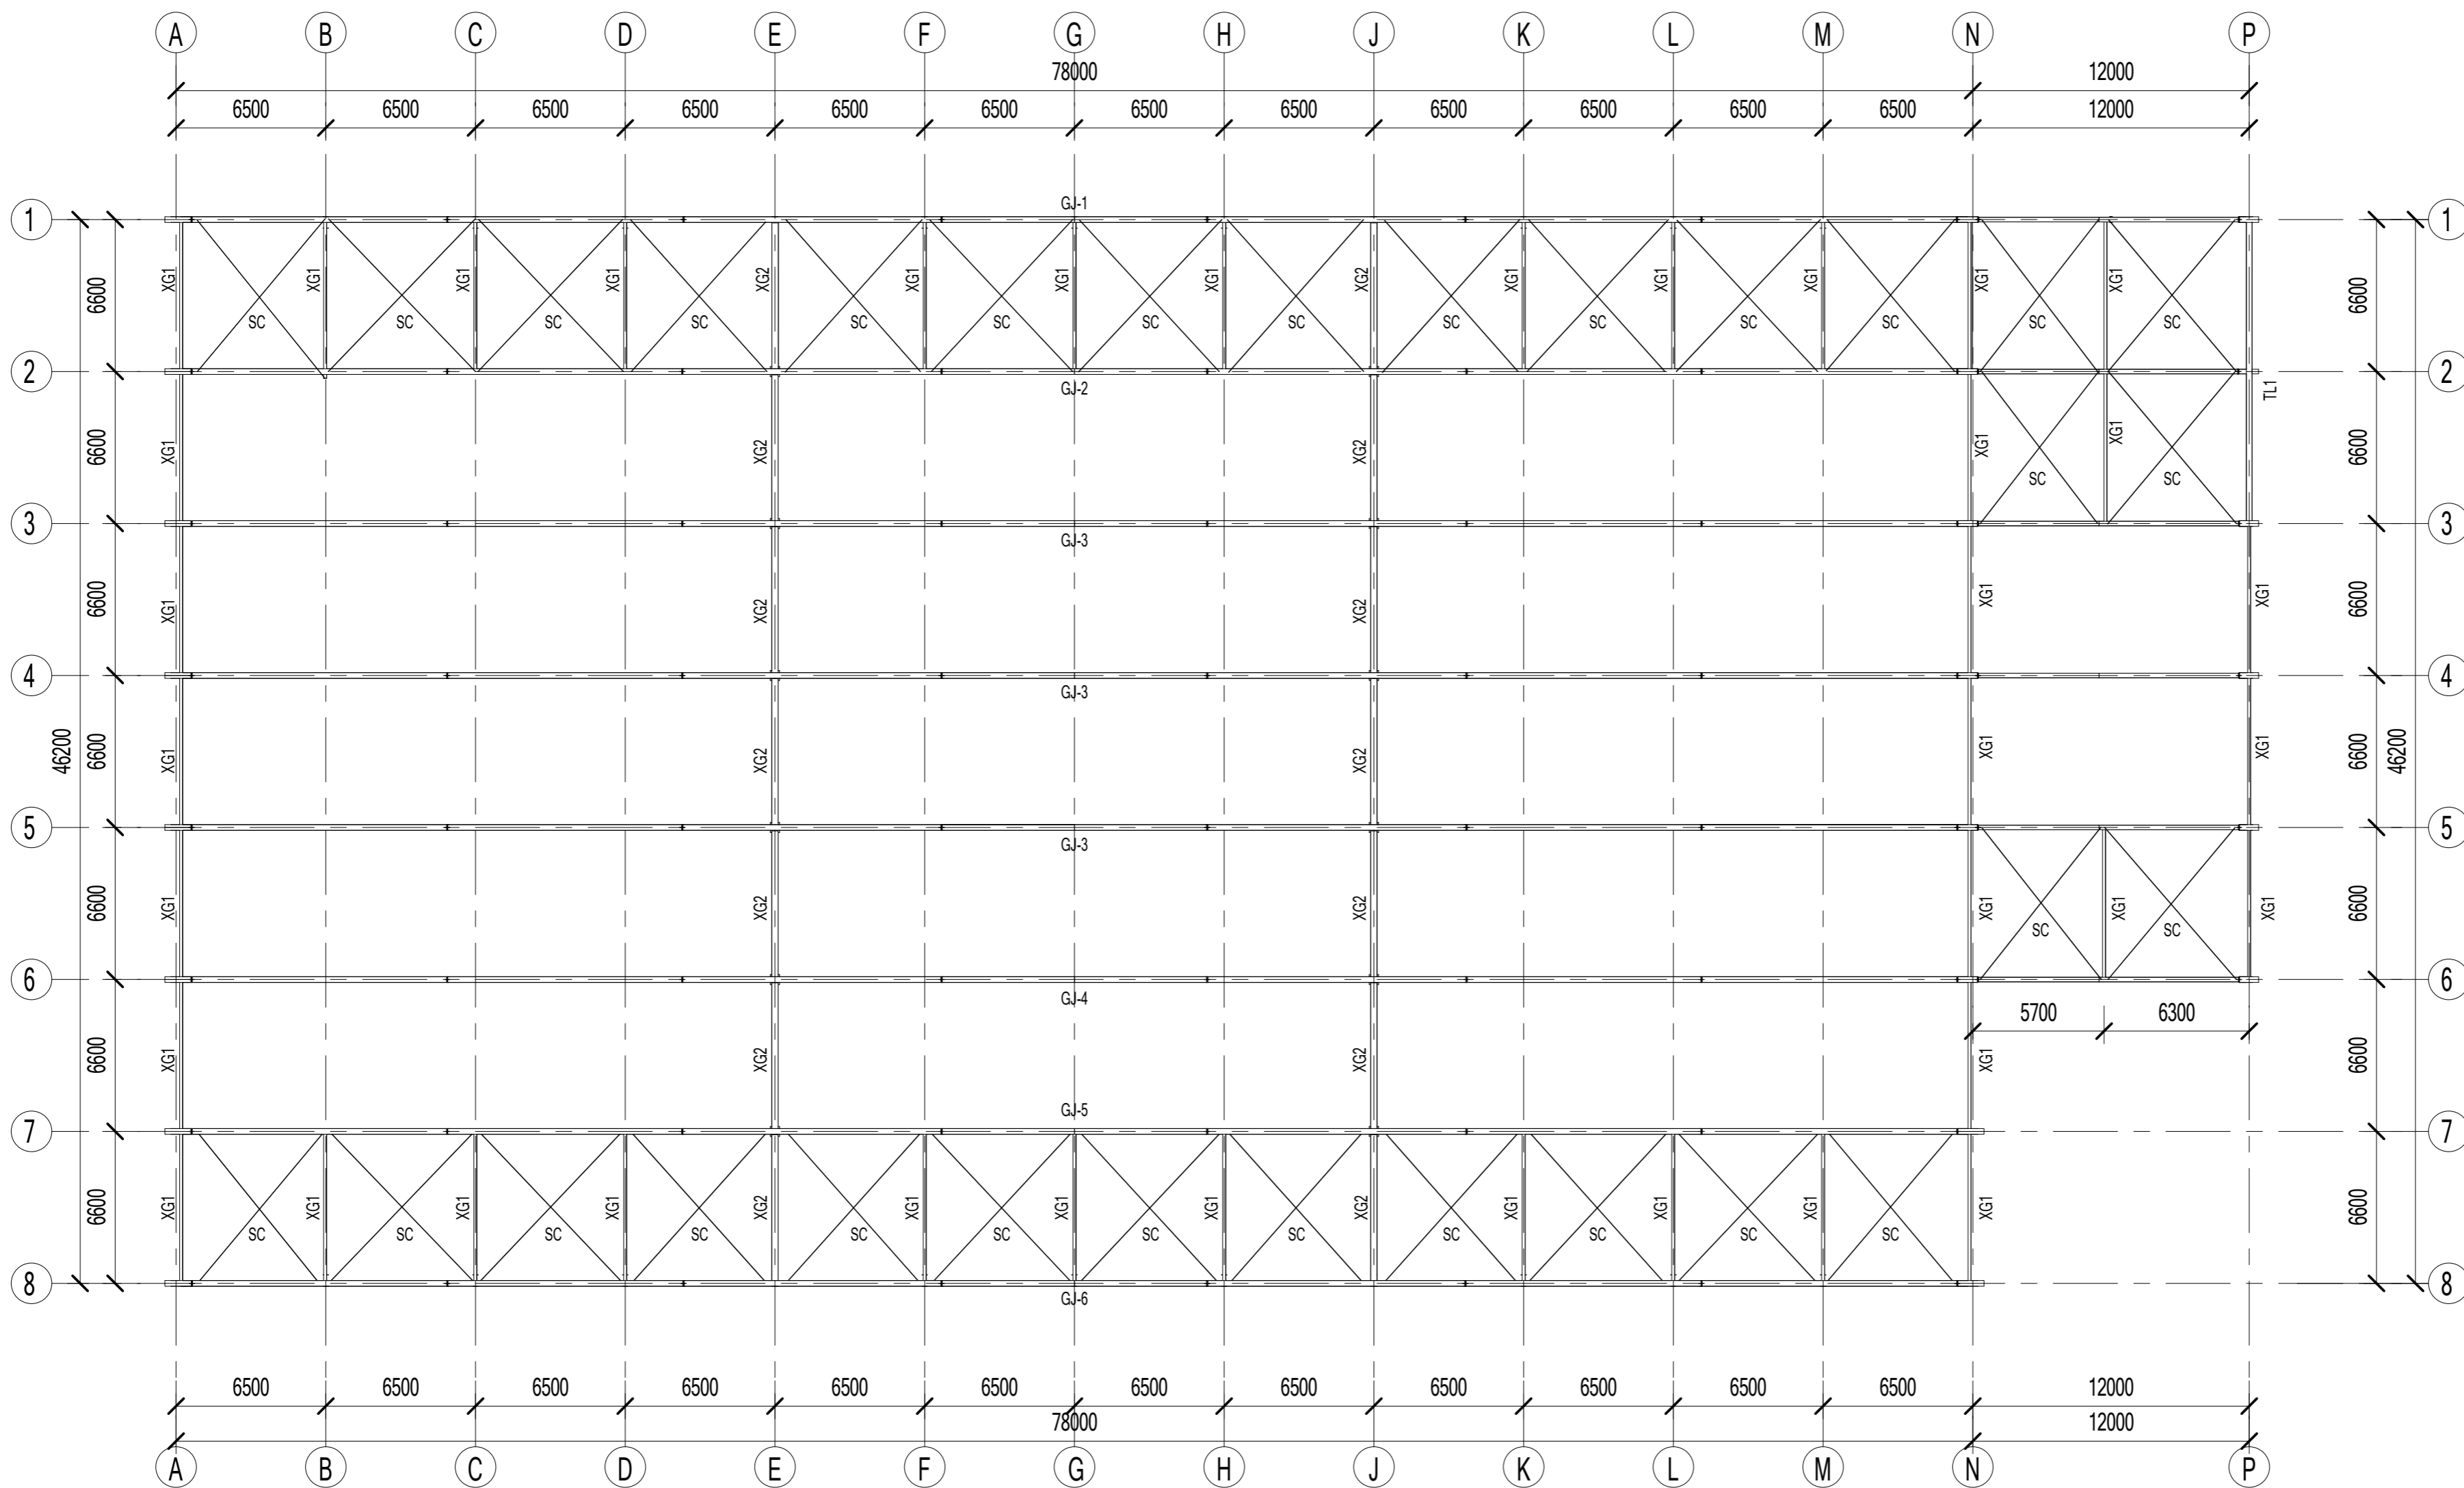 A B C D E F G H J K L M N P
78000 12000
6500 6500 6500 6500 6500 6500 6500 6500 6500 6500 6500 6500 12000
GJ-1
1 1
6600 XG1 XG1 XG1 XG1 XG2 XG1 XG1 XG1 XG2 XG1 XG1 XG1 XG1 XG1 6600
SC SC SC SC SC SC SC SC SC SC SC SC SC SC
2 2
GJ-2 TL1
6600 XG1 XG2 XG2 XG1 XG1 6600
SC SC
3 3
GJ-3
6600 XG1 XG2 XG2 XG1 XG1 6600
4 4
GJ-3
46200 6600 XG1 XG2 XG2 XG1 XG1 6600 46200
5 5
GJ-3
6600 XG1 XG2 XG2 XG1 XG1 XG1 6600
SC SC
6 6
GJ-4
5700 6300
6600 XG1 XG2 XG2 XG1 6600
GJ-5
7 7
6600 XG1 XG1 XG1 XG1 XG2 XG1 XG1 XG1 XG2 XG1 XG1 XG1 XG1 6600
SC SC SC SC SC SC SC SC SC SC SC SC
8 8
GJ-6
6500 6500 6500 6500 6500 6500 6500 6500 6500 6500 6500 6500 12000
78000 12000
A B C D E F G H J K L M N P